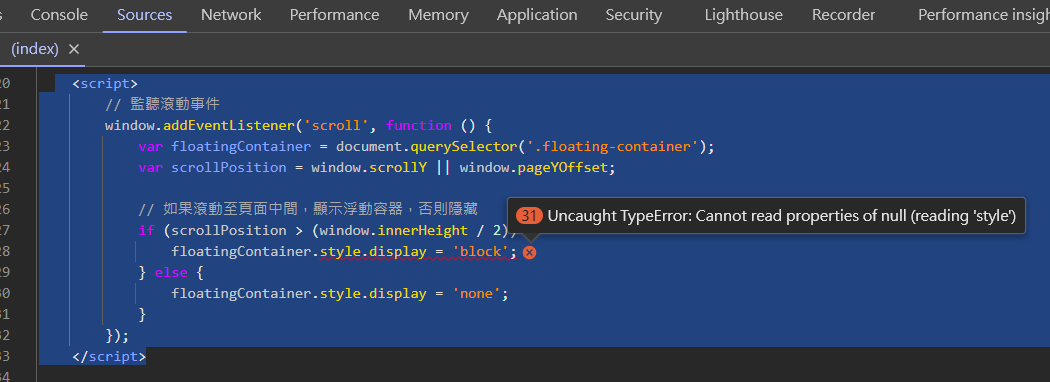 Console Sources Network Performance Memory Application Security Lighthouse Recorder Performance insigh
(index) ×
20 <script>
21 // 監聽滾動事件
22 window.addEventListener('scroll', function () {
23 var floatingContainer = document.querySelector('.floating-container');
24 var scrollPosition = window.scrollY || window.pageYOffset;
25
26 // 如果滾動至頁面中間，顯示浮動容器，否則隱藏
31 Uncaught TypeError: Cannot read properties of null (reading 'style')
27 if (scrollPosition > (window.innerHeight / 2))
28 floatingContainer.style.display = 'block';
29 } else {
30 floatingContainer.style.display = 'none';
31 }
32 });
33 </script>
34